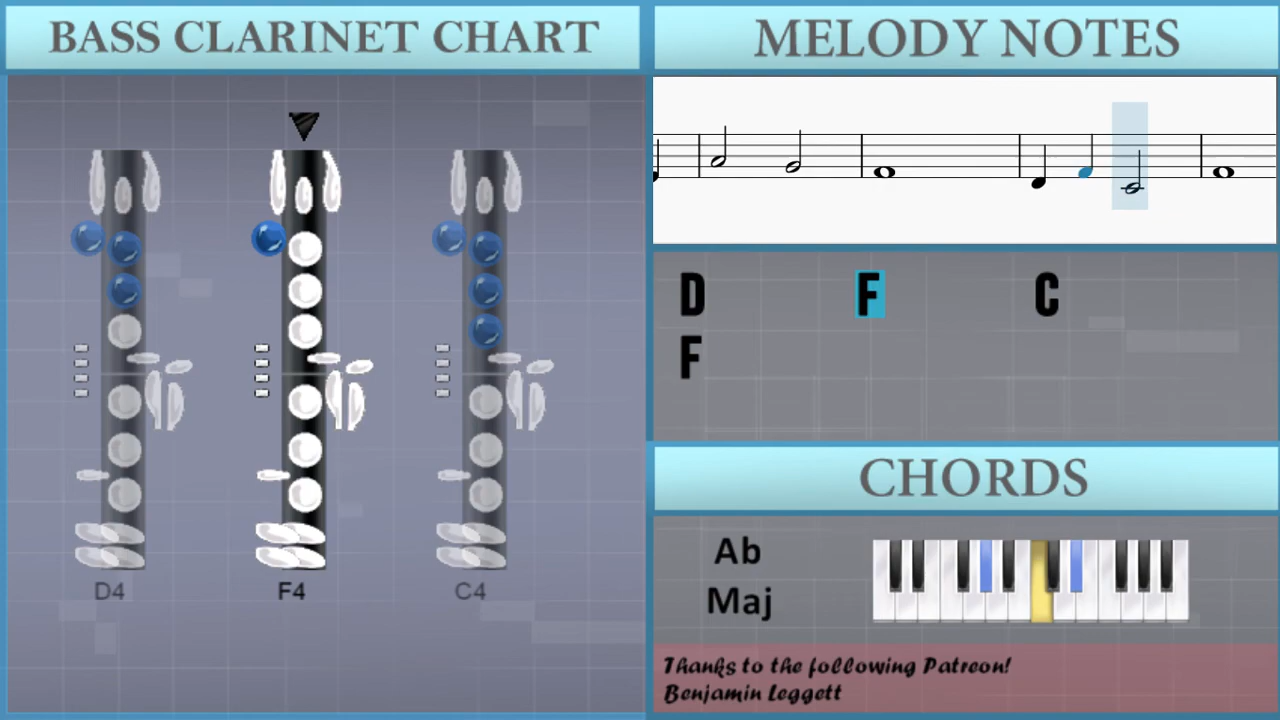 BASS CLARINET CHART
D4 F4 C4
MELODY NOTES
D F C
F
CHORDS
Ab
Maj
Thanks to the following Patreon!
Benjamin Leggett